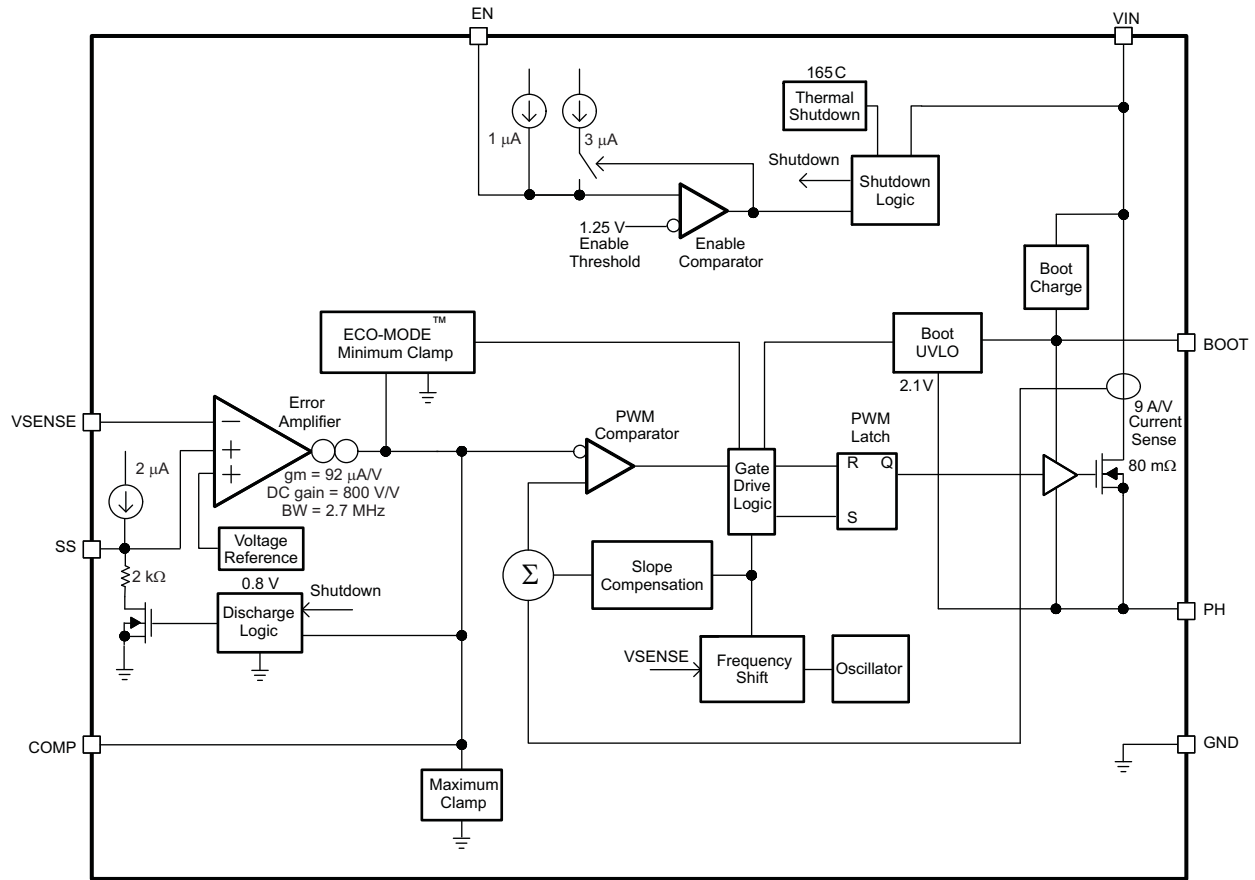 EN
VIN
165C
Thermal
Shutdown
1 µA
3 µA
Shutdown
Shutdown
Logic
1.25 V
Enable
Threshold
Enable
Comparator
Boot
Charge
ECO-MODE™
Minimum Clamp
Boot
UVLO
2.1V
BOOT
VSENSE
Error
Amplifier
−
+
+
gm = 92 µA/V
DC gain = 800 V/V
BW = 2.7 MHz
PWM
Comparator
PWM
Latch
R Q
S
Gate
Drive
Logic
9 A/V
Current
Sense
80 mΩ
2 µA
SS
Voltage
Reference
2 kΩ
0.8 V
Shutdown
Discharge
Logic
Σ
Slope
Compensation
PH
VSENSE
Frequency
Shift
Oscillator
COMP
Maximum
Clamp
GND